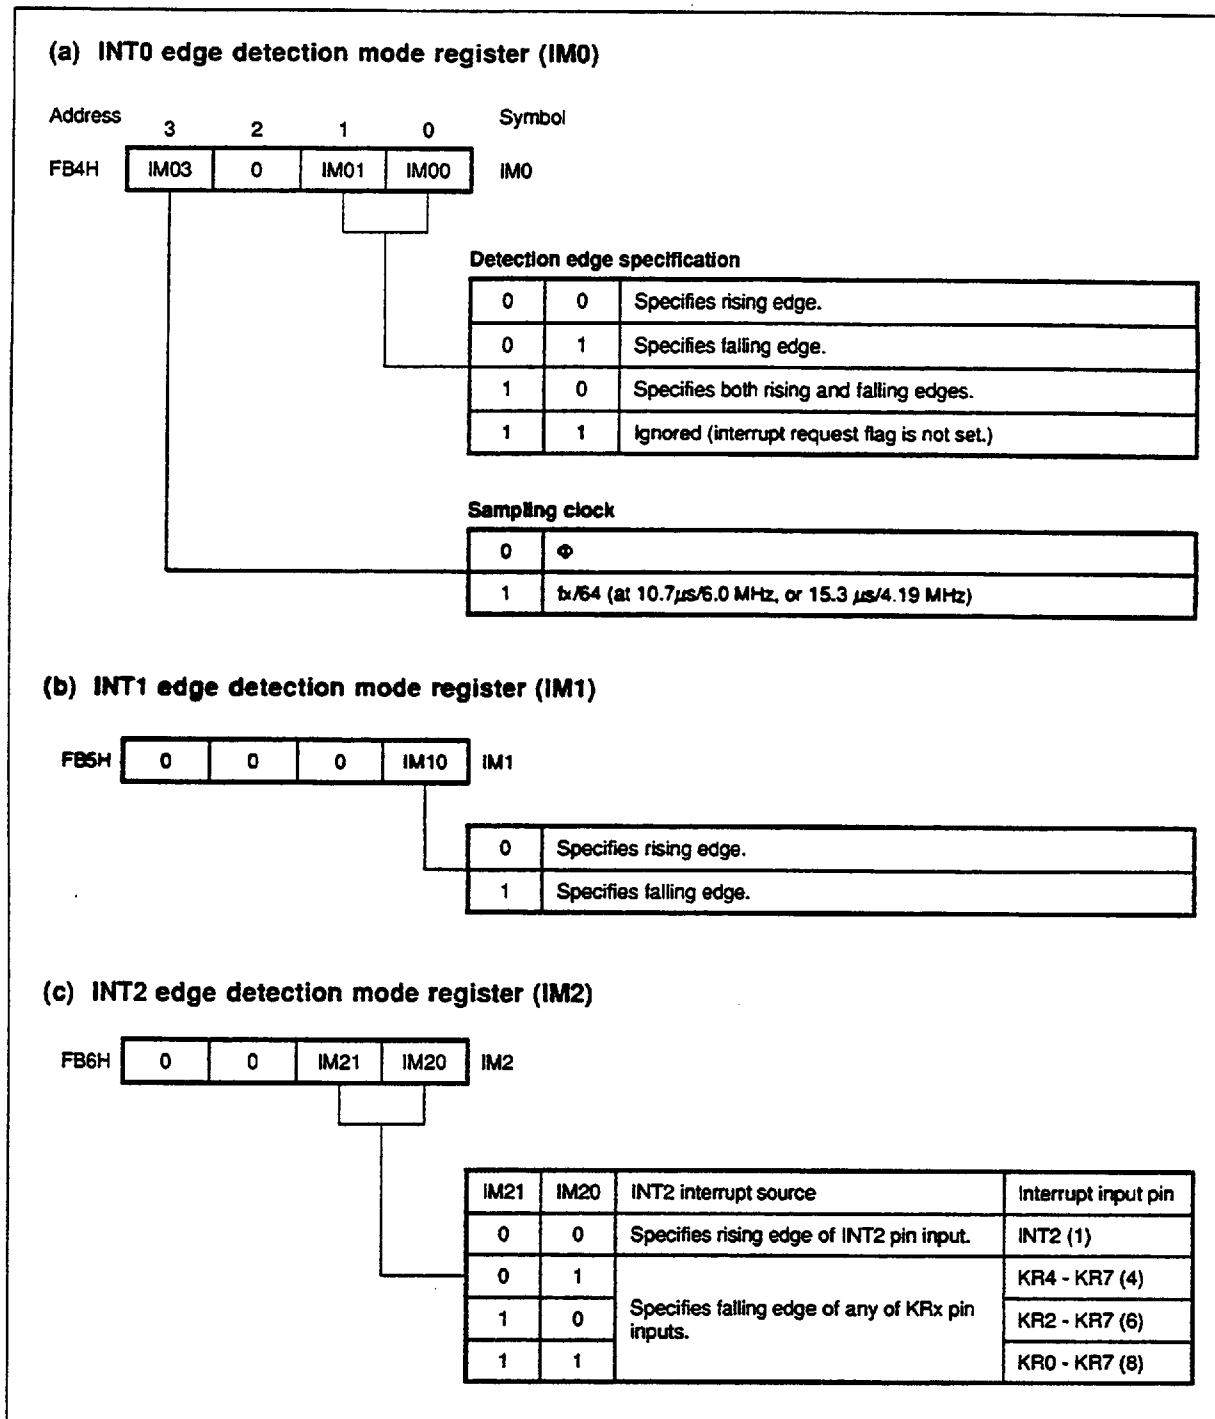 (a) INT0 edge detection mode register (IM0)
Address 3 2 1 0 Symbol
FB4H IM03 0 IM01 IM00 IM0
Detection edge specification
0 0 Specifies rising edge.
0 1 Specifies falling edge.
1 0 Specifies both rising and falling edges.
1 1 Ignored (interrupt request flag is not set.)
Sampling clock
0 Φ
1 fx/64 (at 10.7μs/6.0 MHz, or 15.3 μs/4.19 MHz)
(b) INT1 edge detection mode register (IM1)
FB5H 0 0 0 IM10 IM1
0 Specifies rising edge.
1 Specifies falling edge.
(c) INT2 edge detection mode register (IM2)
FB6H 0 0 IM21 IM20 IM2
IM21 IM20 INT2 interrupt source Interrupt input pin
0 0 Specifies rising edge of INT2 pin input. INT2 (1)
0 1 KR4 - KR7 (4)
Specifies falling edge of any of KRx pin
inputs.
1 0 KR2 - KR7 (6)
1 1 KR0 - KR7 (8)